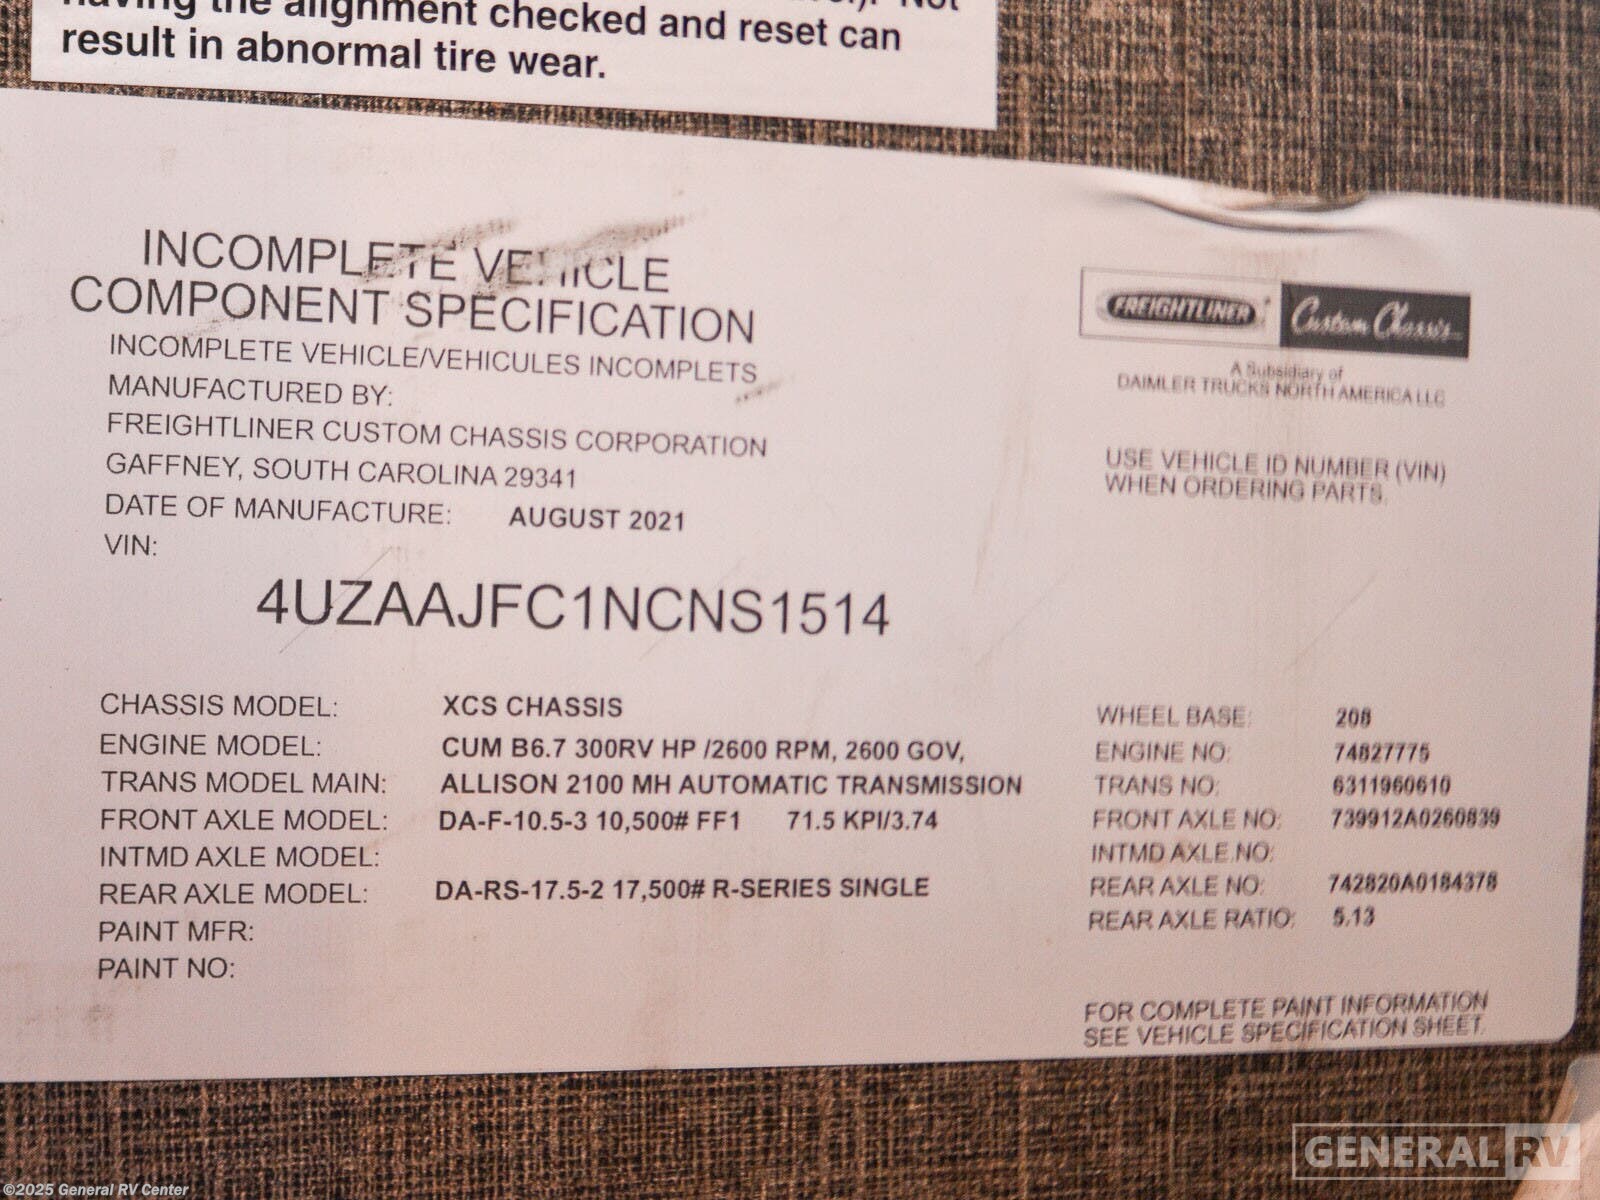 having the alignment checked and reset can
result in abnormal tire wear.
INCOMPLETE VEHICLE
COMPONENT SPECIFICATION
INCOMPLETE VEHICLE/VEHICULES INCOMPLETS
MANUFACTURED BY:
FREIGHTLINER CUSTOM CHASSIS CORPORATION
GAFFNEY, SOUTH CAROLINA 29341
DATE OF MANUFACTURE: AUGUST 2021
VIN:
4UZAAJFC1NCNS1514
FREIGHTLINER Custom Chassis
A Subsidiary of
DAIMLER TRUCKS NORTH AMERICA LLC
USE VEHICLE ID NUMBER (VIN)
WHEN ORDERING PARTS.
CHASSIS MODEL: XCS CHASSIS
ENGINE MODEL: CUM B6.7 300RV HP /2600 RPM, 2600 GOV,
TRANS MODEL MAIN: ALLISON 2100 MH AUTOMATIC TRANSMISSION
FRONT AXLE MODEL: DA-F-10.5-3 10,500# FF1 71.5 KPI/3.74
INTMD AXLE MODEL:
REAR AXLE MODEL: DA-RS-17.5-2 17,500# R-SERIES SINGLE
PAINT MFR:
PAINT NO:
WHEEL BASE: 208
ENGINE NO: 74827775
TRANS NO: 6311960610
FRONT AXLE NO: 739912A0260839
INTMD AXLE NO:
REAR AXLE NO: 742820A0184378
REAR AXLE RATIO: 5.13
FOR COMPLETE PAINT INFORMATION
SEE VEHICLE SPECIFICATION SHEET.
GENERAL RV
©2025 General RV Center